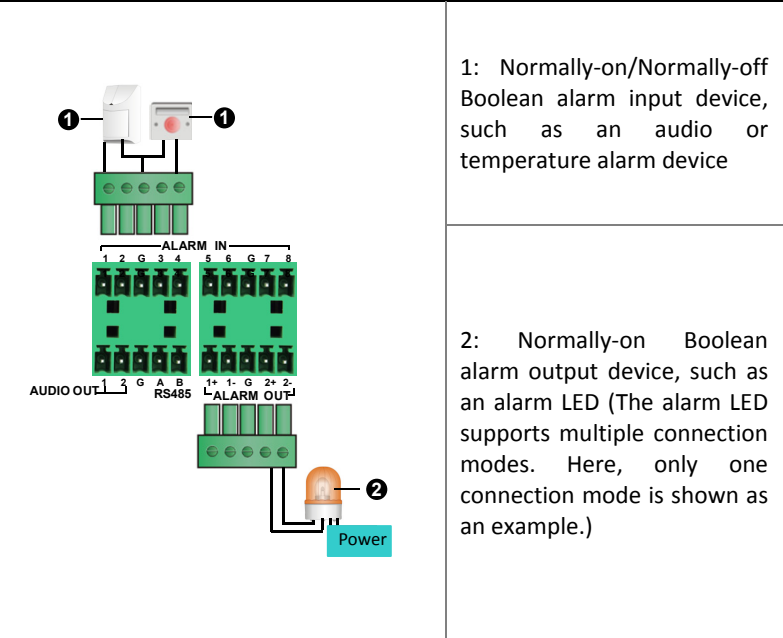 1: Normally-on/Normally-off
Boolean alarm input device,
such as an audio or
temperature alarm device
1
1
ALARM IN
1 2 G 3 4 5 6 G 7 8
AUDIO OUT 1 2 G A B 1+ 1- G 2+ 2-
RS485 ALARM OUT
2
Power
2: Normally-on Boolean
alarm output device, such as
an alarm LED (The alarm LED
supports multiple connection
modes. Here, only one
connection mode is shown as
an example.)